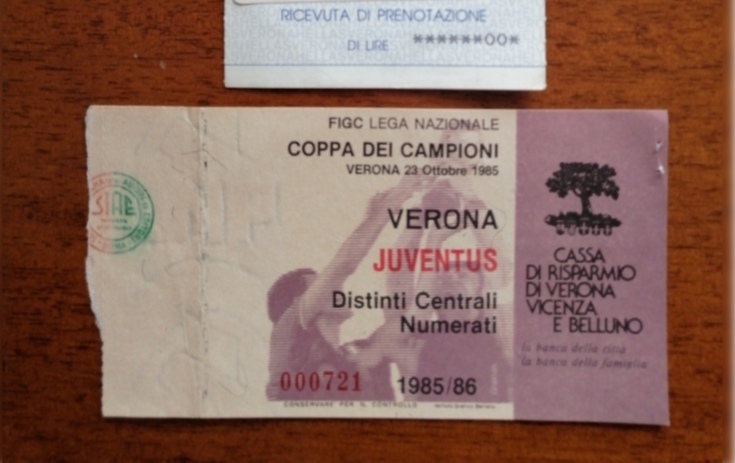 RICEVUTA DI PRENOTAZIONE
DI LIRE ******00*
FIGC LEGA NAZIONALE
COPPA DEI CAMPIONI
VERONA 23 Ottobre 1985
VERONA
JUVENTUS
Distinti Centrali
Numerati
000721 1985/86
CONSERVARE PER IL CONTROLLO
SIAE
CASSA
DI RISPARMIO
DI VERONA
VICENZA
E BELLUNO
la banca della città
la banca della famiglia